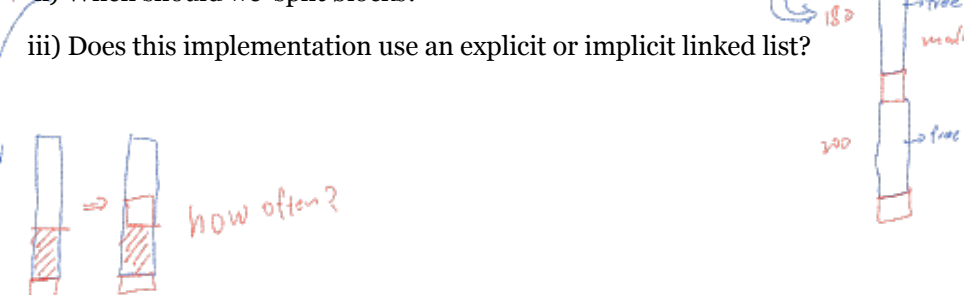 180
free
iii) Does this implementation use an explicit or implicit linked list?
200
free
how often?